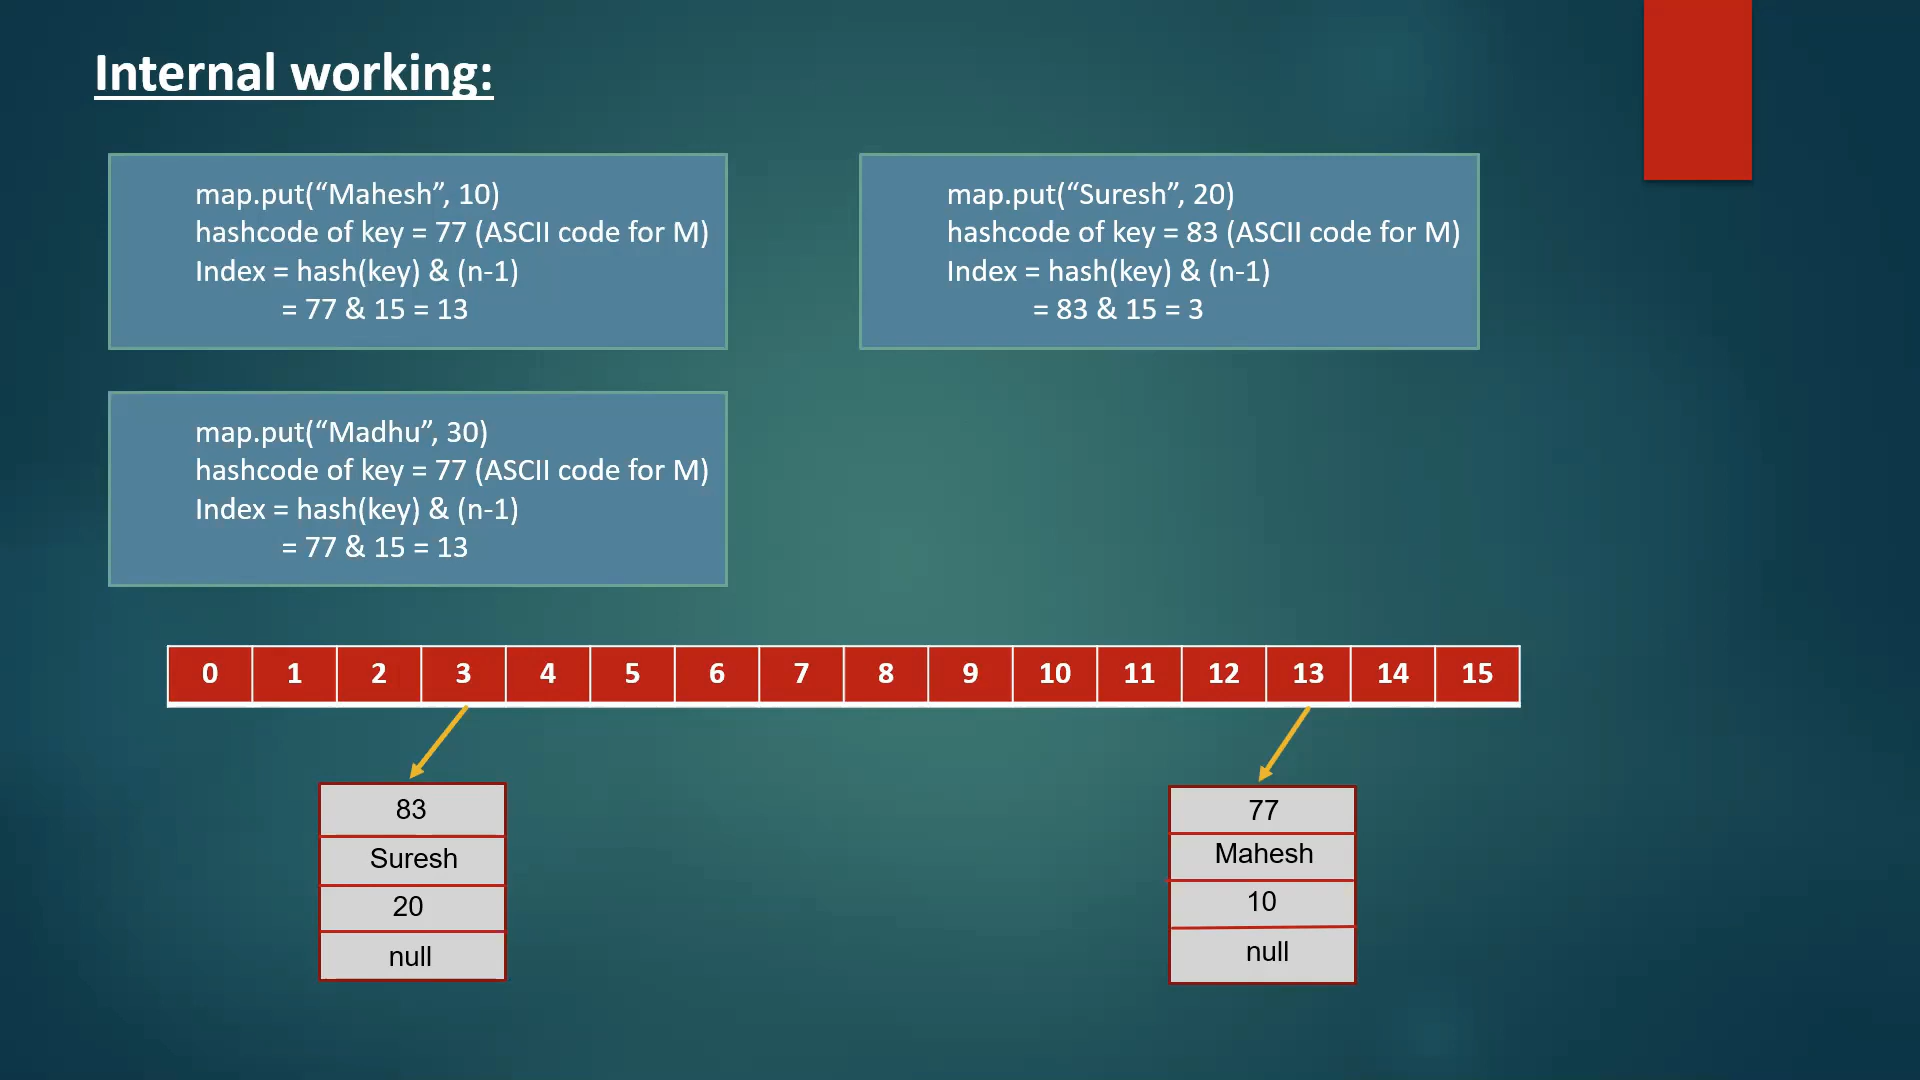 Internal working:
map.put(“Mahesh”, 10)
hashcode of key = 77 (ASCII code for M)
Index = hash(key) & (n-1)
= 77 & 15 = 13
map.put(“Suresh”, 20)
hashcode of key = 83 (ASCII code for M)
Index = hash(key) & (n-1)
= 83 & 15 = 3
map.put(“Madhu”, 30)
hashcode of key = 77 (ASCII code for M)
Index = hash(key) & (n-1)
= 77 & 15 = 13
0 1 2 3 4 5 6 7 8 9 10 11 12 13 14 15
83
Suresh
20
null
77
Mahesh
10
null